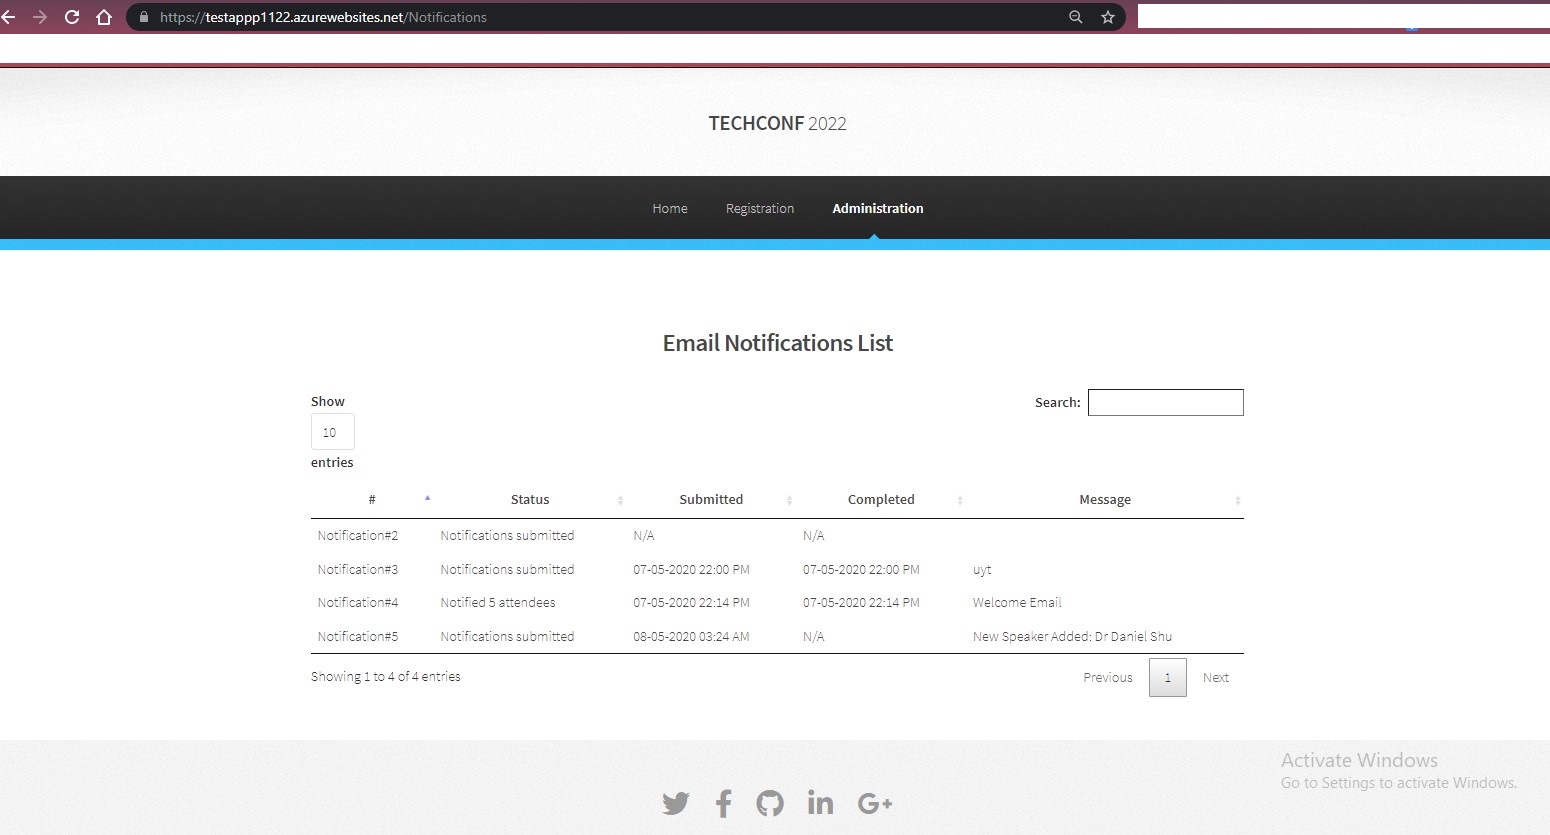 https://testappp1122.azurewebsites.net/Notifications
TECHCONF 2022
Home Registration Administration
Email Notifications List
Show
10
entries
Search:
# Status Submitted Completed Message
Notification#2 Notifications submitted N/A N/A
Notification#3 Notifications submitted 07-05-2020 22:00 PM 07-05-2020 22:00 PM uyt
Notification#4 Notified 5 attendees 07-05-2020 22:14 PM 07-05-2020 22:14 PM Welcome Email
Notification#5 Notifications submitted 08-05-2020 03:24 AM N/A New Speaker Added: Dr Daniel Shu
Showing 1 to 4 of 4 entries
Previous 1 Next
Activate Windows
Go to Settings to activate Windows.